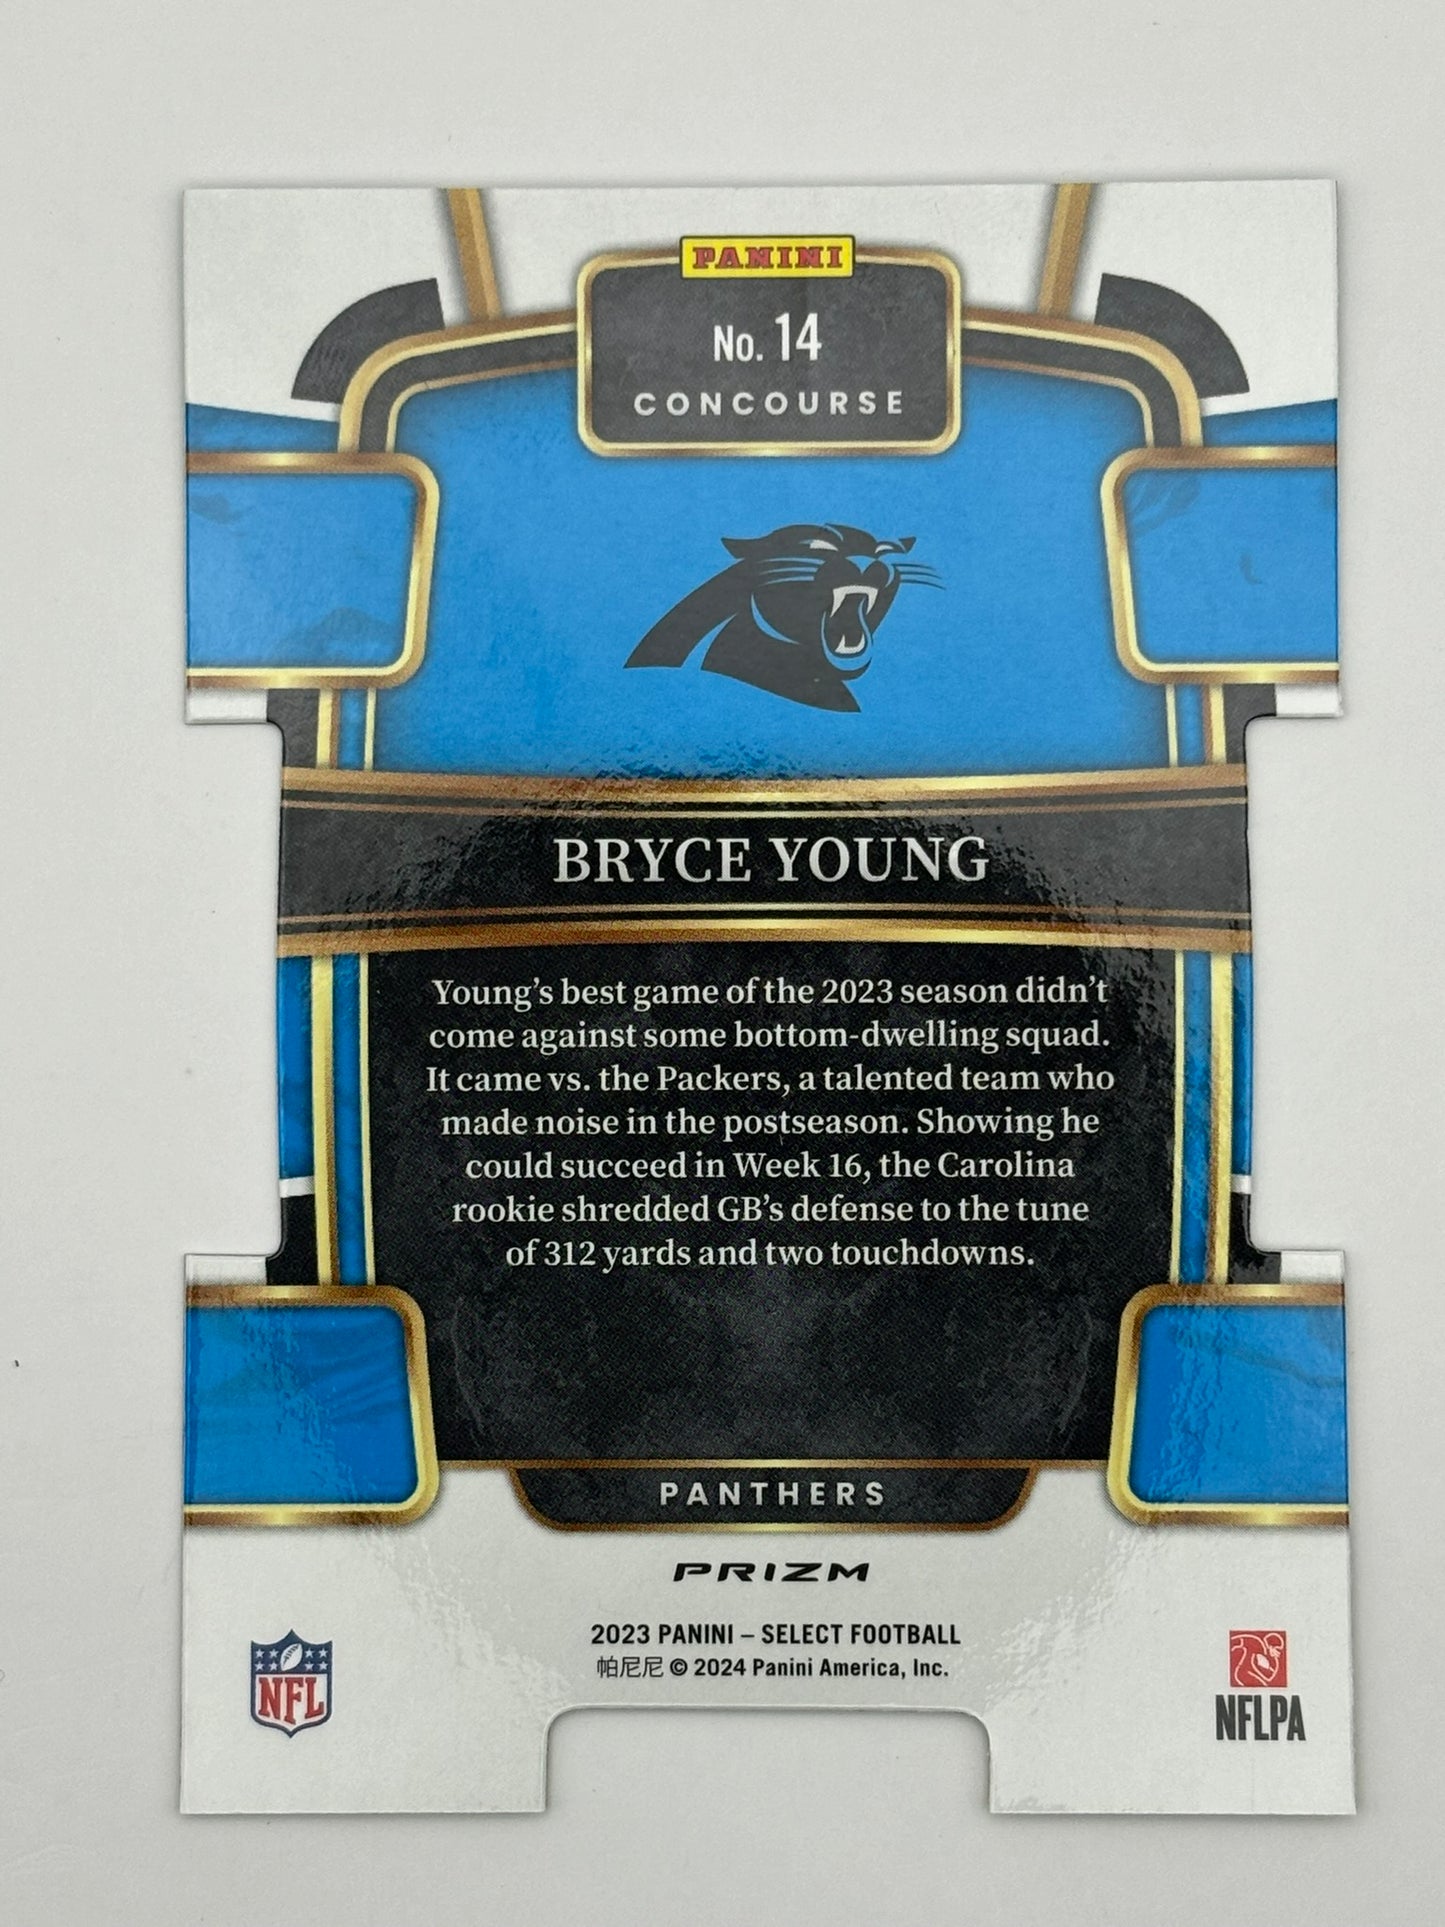 PANINI
No. 14
CONCOURSE
BRYCE YOUNG
Young's best game of the 2023 season didn't
come against some bottom-dwelling squad.
It came vs. the Packers, a talented team who
made noise in the postseason. Showing he
could succeed in Week 16, the Carolina
rookie shredded GB's defense to the tune
of 312 yards and two touchdowns.
PANTHERS
PRIZM
2023 PANINI – SELECT FOOTBALL
帕尼尼 © 2024 Panini America, Inc.
NFL
NFLPA